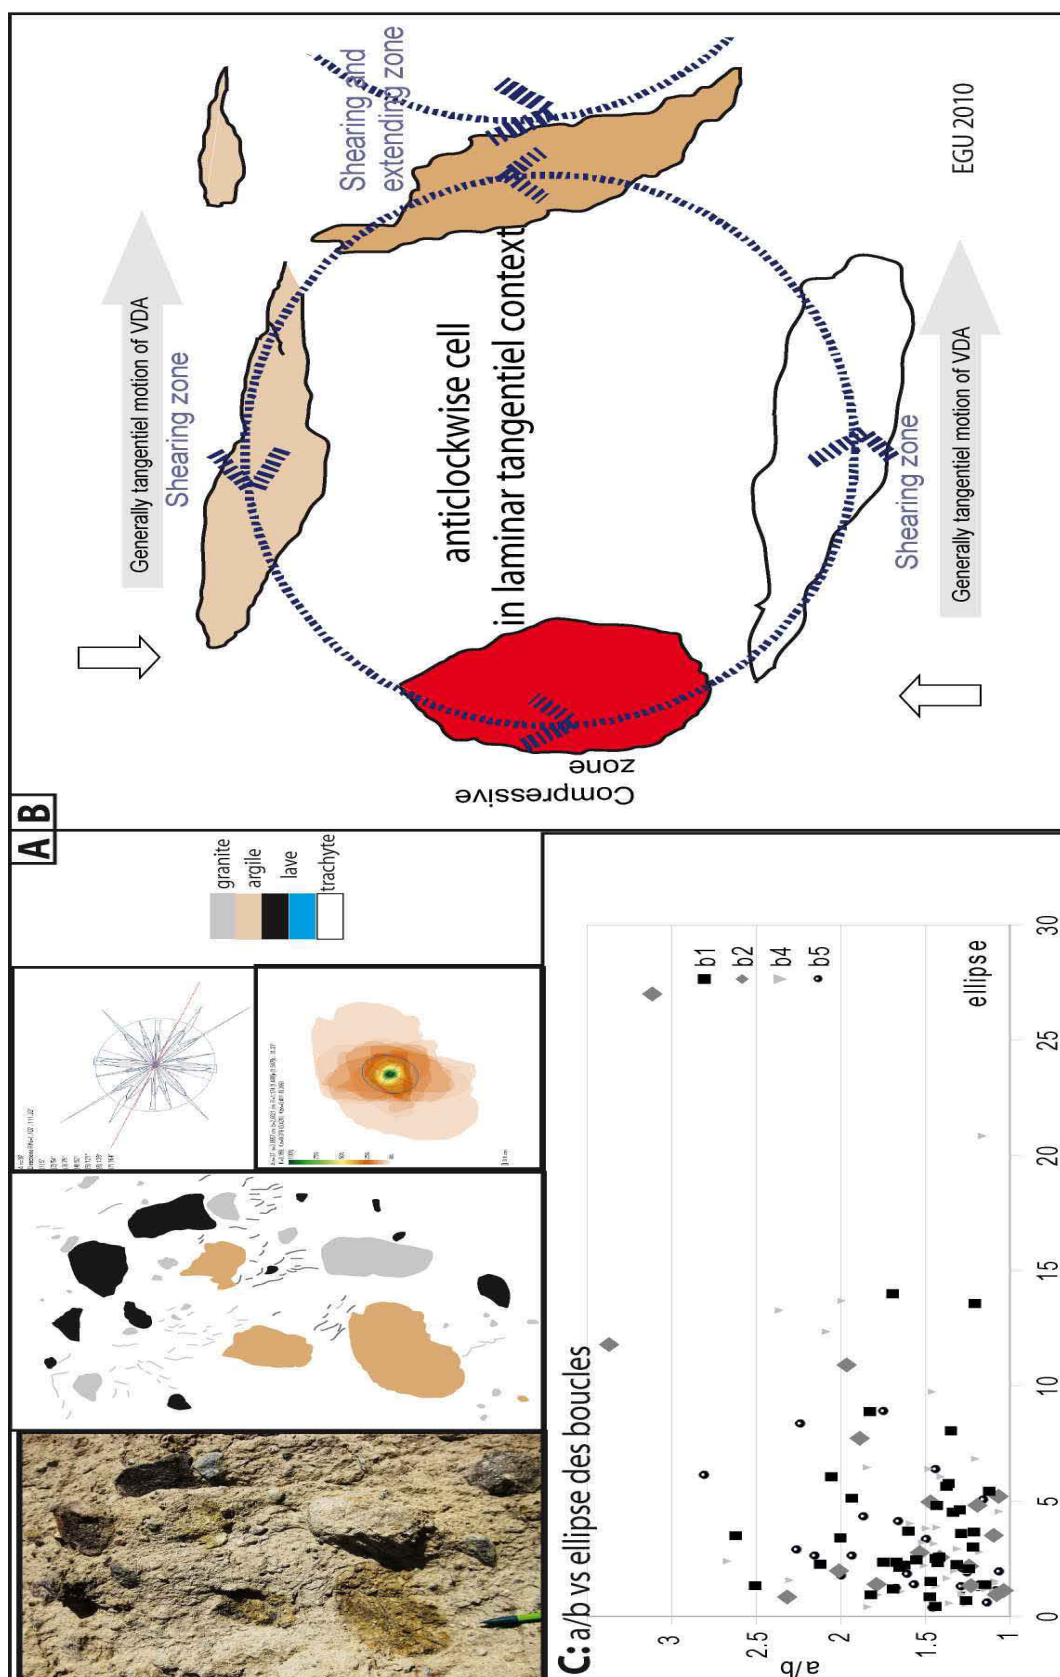 A
B
granite
argile
lave
trachyte
Generally tangentiel motion of VDA
Shearing zone
Shearing and
extending zone
anticlockwise cell
in laminar tangentiel context
Compressive
zone
Shearing zone
Generally tangentiel motion of VDA
EGU 2010
C: a/b vs ellipse des boucles
a/b
3
2.5
2
1.5
1
0
5
10
15
20
25
30
b1
b2
b4
b5
ellipse